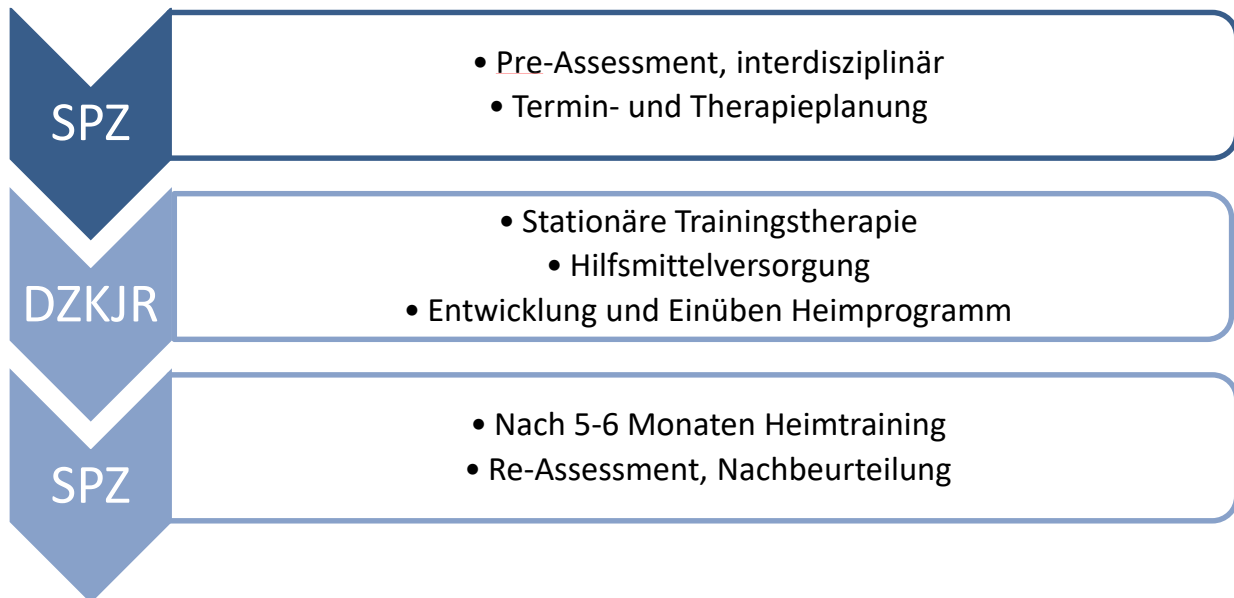 SPZ
• Pre-Assessment, interdisziplinär
• Termin- und Therapieplanung
DZKJR
• Stationäre Trainingstherapie
• Hilfsmittelversorgung
• Entwicklung und Einüben Heimprogramm
SPZ
• Nach 5-6 Monaten Heimtraining
• Re-Assessment, Nachbeurteilung